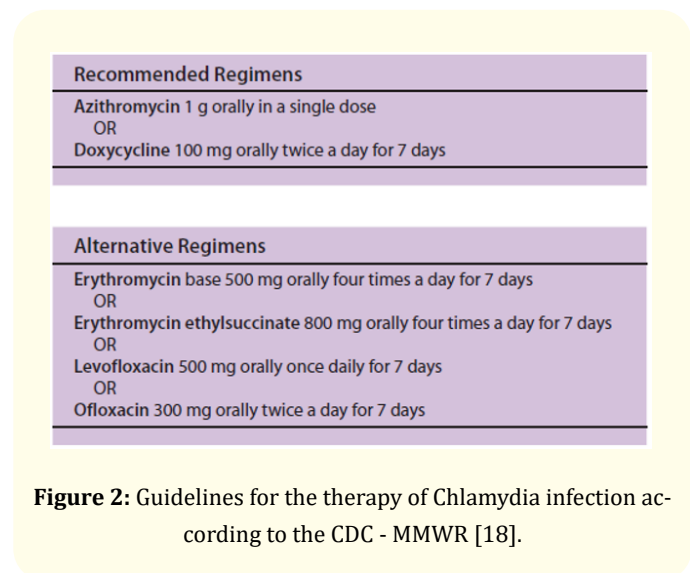 Recommended Regimens
Azithromycin 1 g orally in a single dose
OR
Doxycycline 100 mg orally twice a day for 7 days
Alternative Regimens
Erythromycin base 500 mg orally four times a day for 7 days
OR
Erythromycin ethylsuccinate 800 mg orally four times a day for 7 days
OR
Levofloxacin 500 mg orally once daily for 7 days
OR
Ofloxacin 300 mg orally twice a day for 7 days
Figure 2: Guidelines for the therapy of Chlamydia infection ac-
cording to the CDC - MMWR [18].